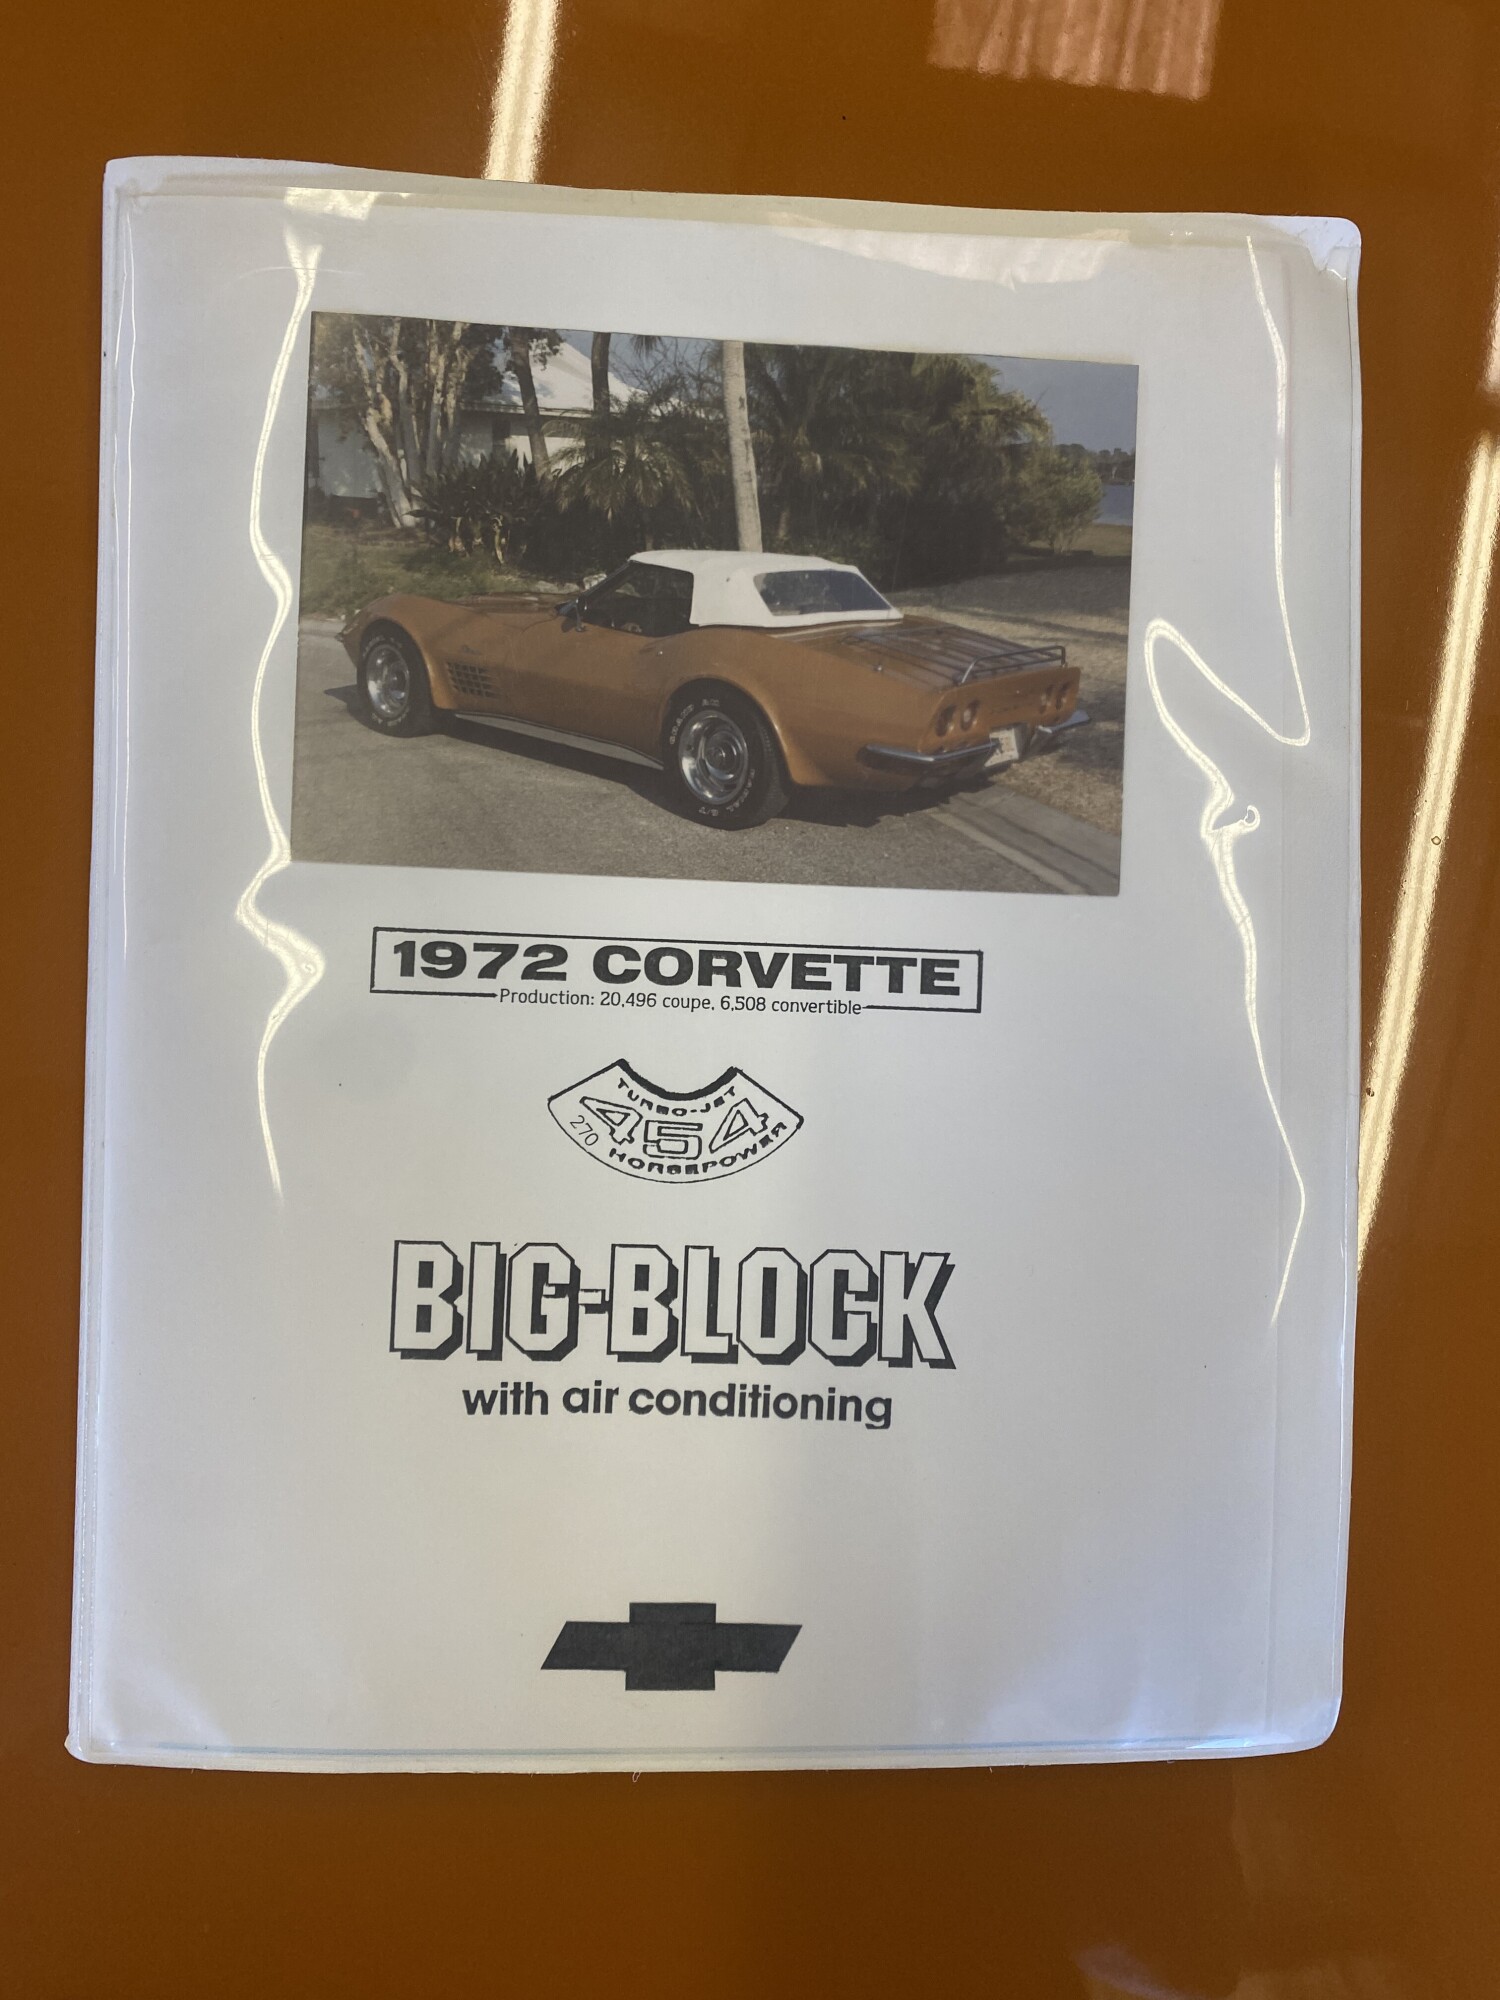 1972 CORVETTE
Production: 20,496 coupe, 6,508 convertible
TURBO-JET
454
270 HORSEPOWER
BIG-BLOCK
with air conditioning